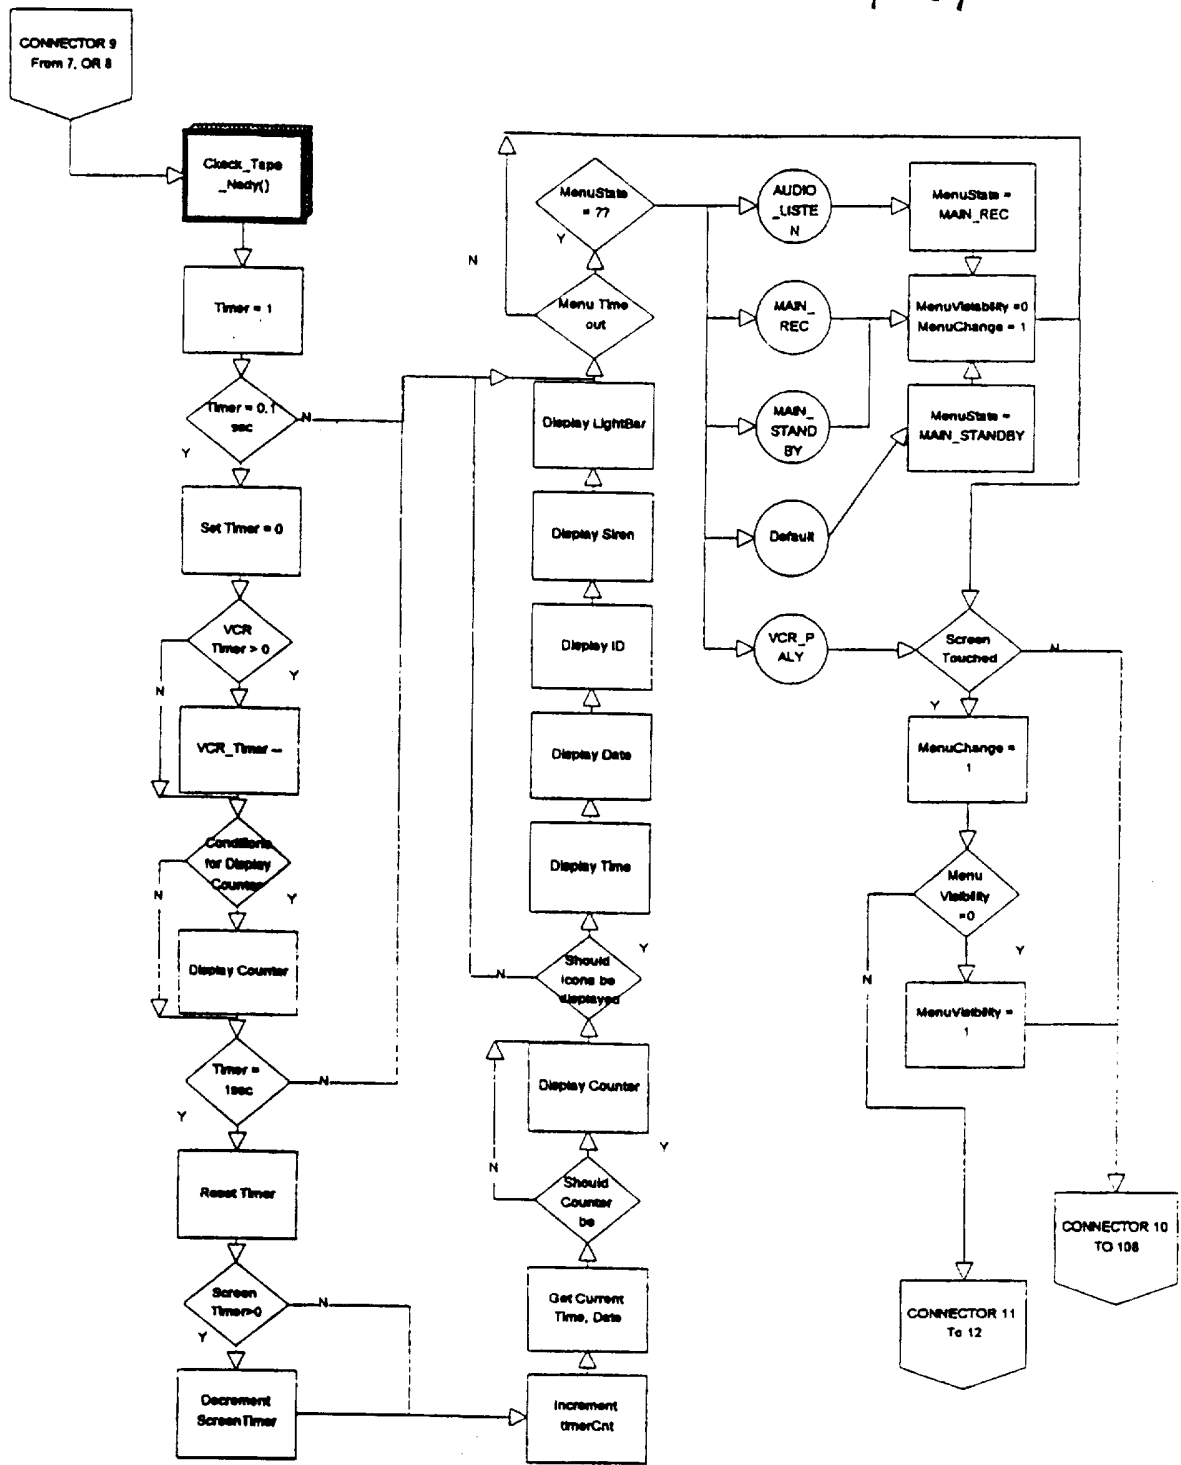 CONNECTOR 9
From 7, OR 8
Ckeck_Tape
_Nedy()
Timer = 1
Timer = 0.1
sec
N
Y
Set Timer = 0
VCR
Timer > 0
Y
N
VCR_Timer --
Conditions
for Display
Counter
Y
N
Display Counter
Timer =
1sec
N
Y
Reset Timer
Screen
Timer>0
N
Y
Decrement
ScreenTimer
Increment
timerCnt
Get Current
Time, Date
Should
Counter
be
N
Y
Display Counter
Should
icons be
displayed
N
Y
Display Time
Display Date
Display ID
Display Siren
Display LightBar
Menu Time
out
N
Y
MenuState
= ??
AUDIO
_LISTE
N
MAIN_
REC
MAIN_
STAND
BY
Default
VCR_P
ALY
MenuState =
MAIN_REC
MenuVisiability =0
MenuChange = 1
MenuState =
MAIN_STANDBY
Screen
Touched
N
Y
MenuChange =
1
Menu
Visibility
=0
N
Y
MenuVisibility =
1
CONNECTOR 10
TO 10B
CONNECTOR 11
To 12